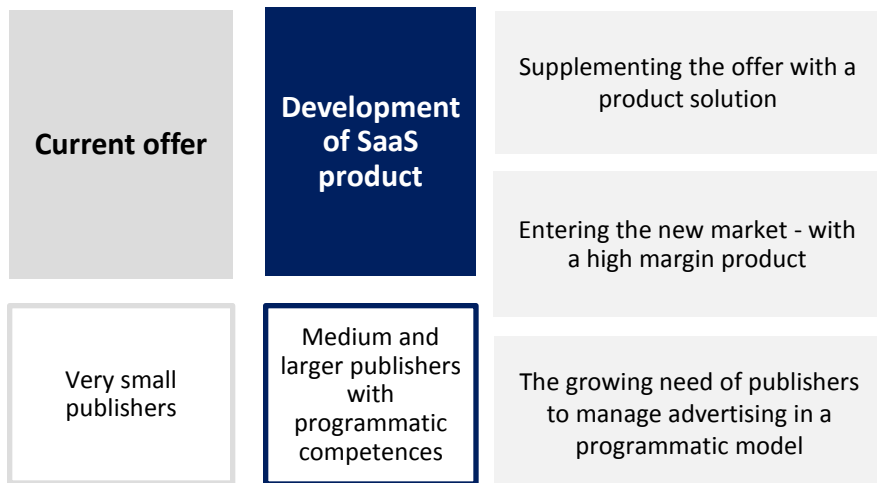 Current offer
Development
of SaaS
product
Supplementing the offer with a
product solution
Entering the new market - with
a high margin product
Very small
publishers
Medium and
larger publishers
with
programmatic
competences
The growing need of publishers
to manage advertising in a
programmatic model